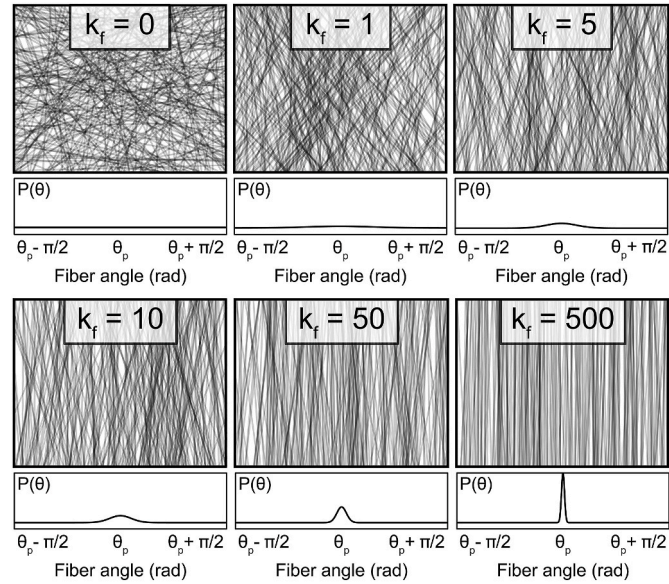 k_f = 0
k_f = 1
k_f = 5
P(θ)
P(θ)
P(θ)
θ_p - π/2 θ_p θ_p + π/2
θ_p - π/2 θ_p θ_p + π/2
θ_p - π/2 θ_p θ_p + π/2
Fiber angle (rad)
Fiber angle (rad)
Fiber angle (rad)
k_f = 10
k_f = 50
k_f = 500
P(θ)
P(θ)
P(θ)
θ_p - π/2 θ_p θ_p + π/2
θ_p - π/2 θ_p θ_p + π/2
θ_p - π/2 θ_p θ_p + π/2
Fiber angle (rad)
Fiber angle (rad)
Fiber angle (rad)